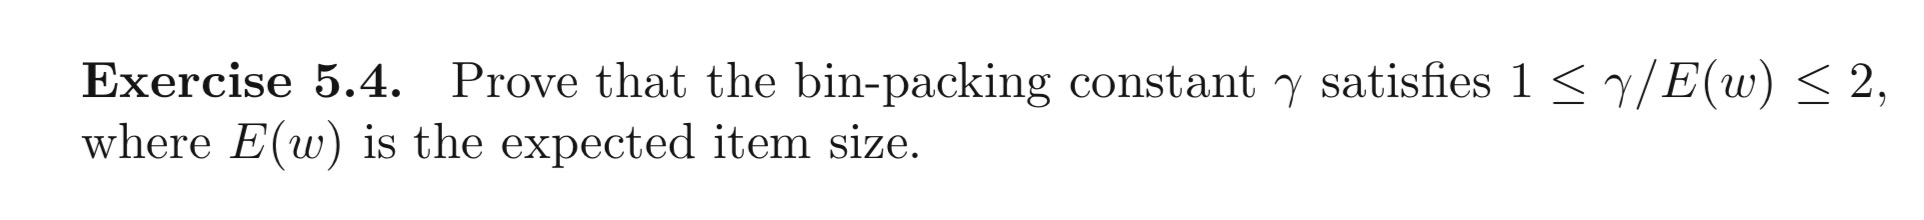 Exercise 5.4. Prove that the bin-packing constant γ satisfies 1 ≤ γ/E(w) ≤ 2,
where E(w) is the expected item size.